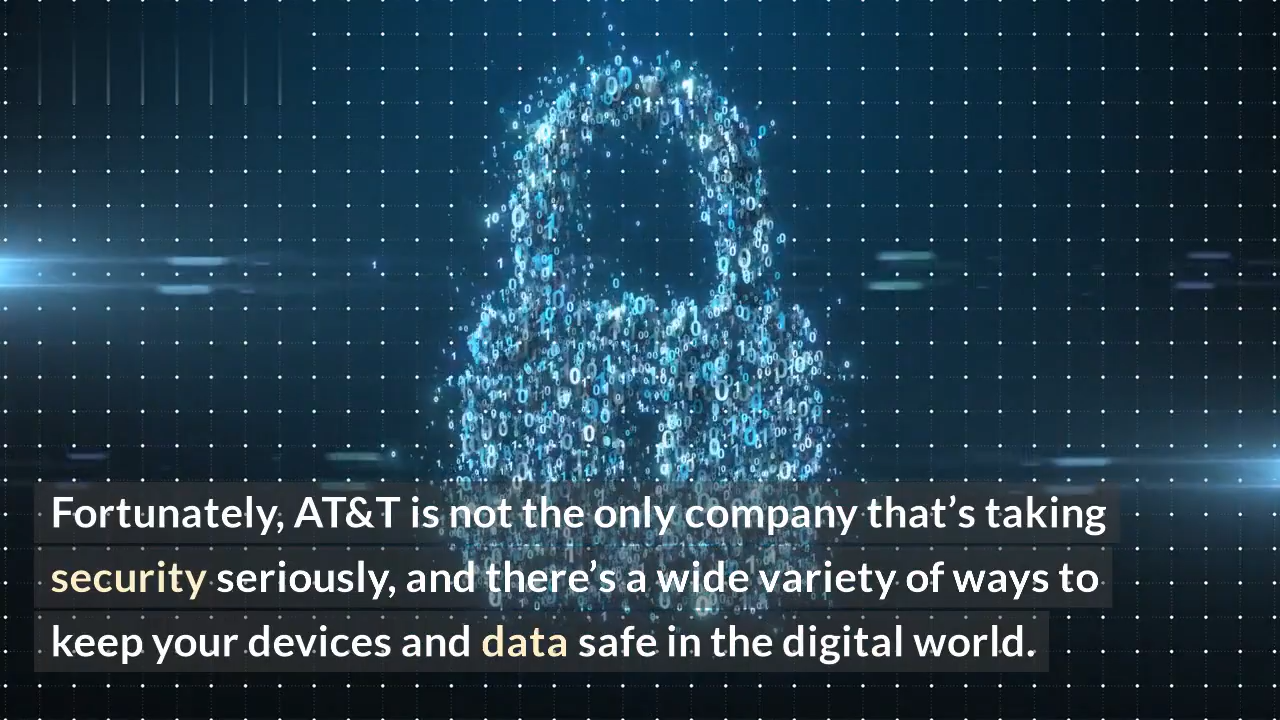 Fortunately, AT&T is not the only company that’s taking
security seriously, and there’s a wide variety of ways to
keep your devices and data safe in the digital world.